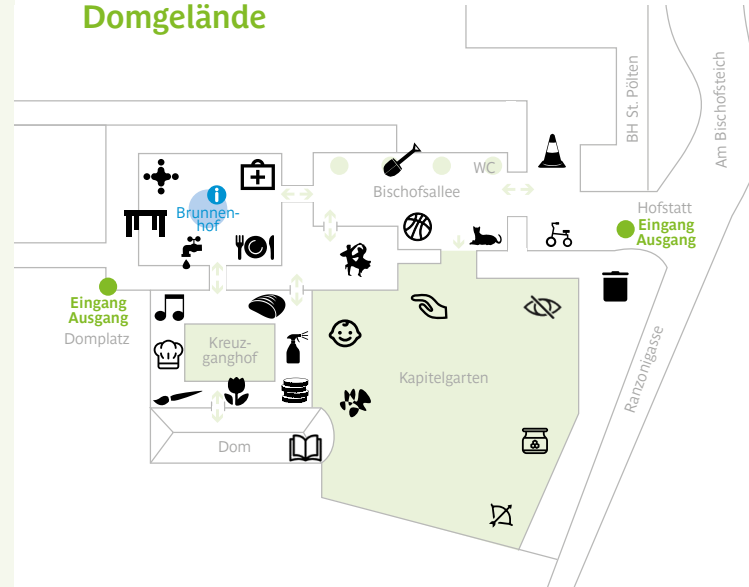 Domgelände
BH St. Pölten
Am Bischofsteich
WC
Bischofsallee
i
Brunnen-
hof
Hofstatt
Eingang
Ausgang
Eingang
Ausgang
Domplatz
Kreuz-
ganghof
Kapitelgarten
Ranzonigasse
Dom